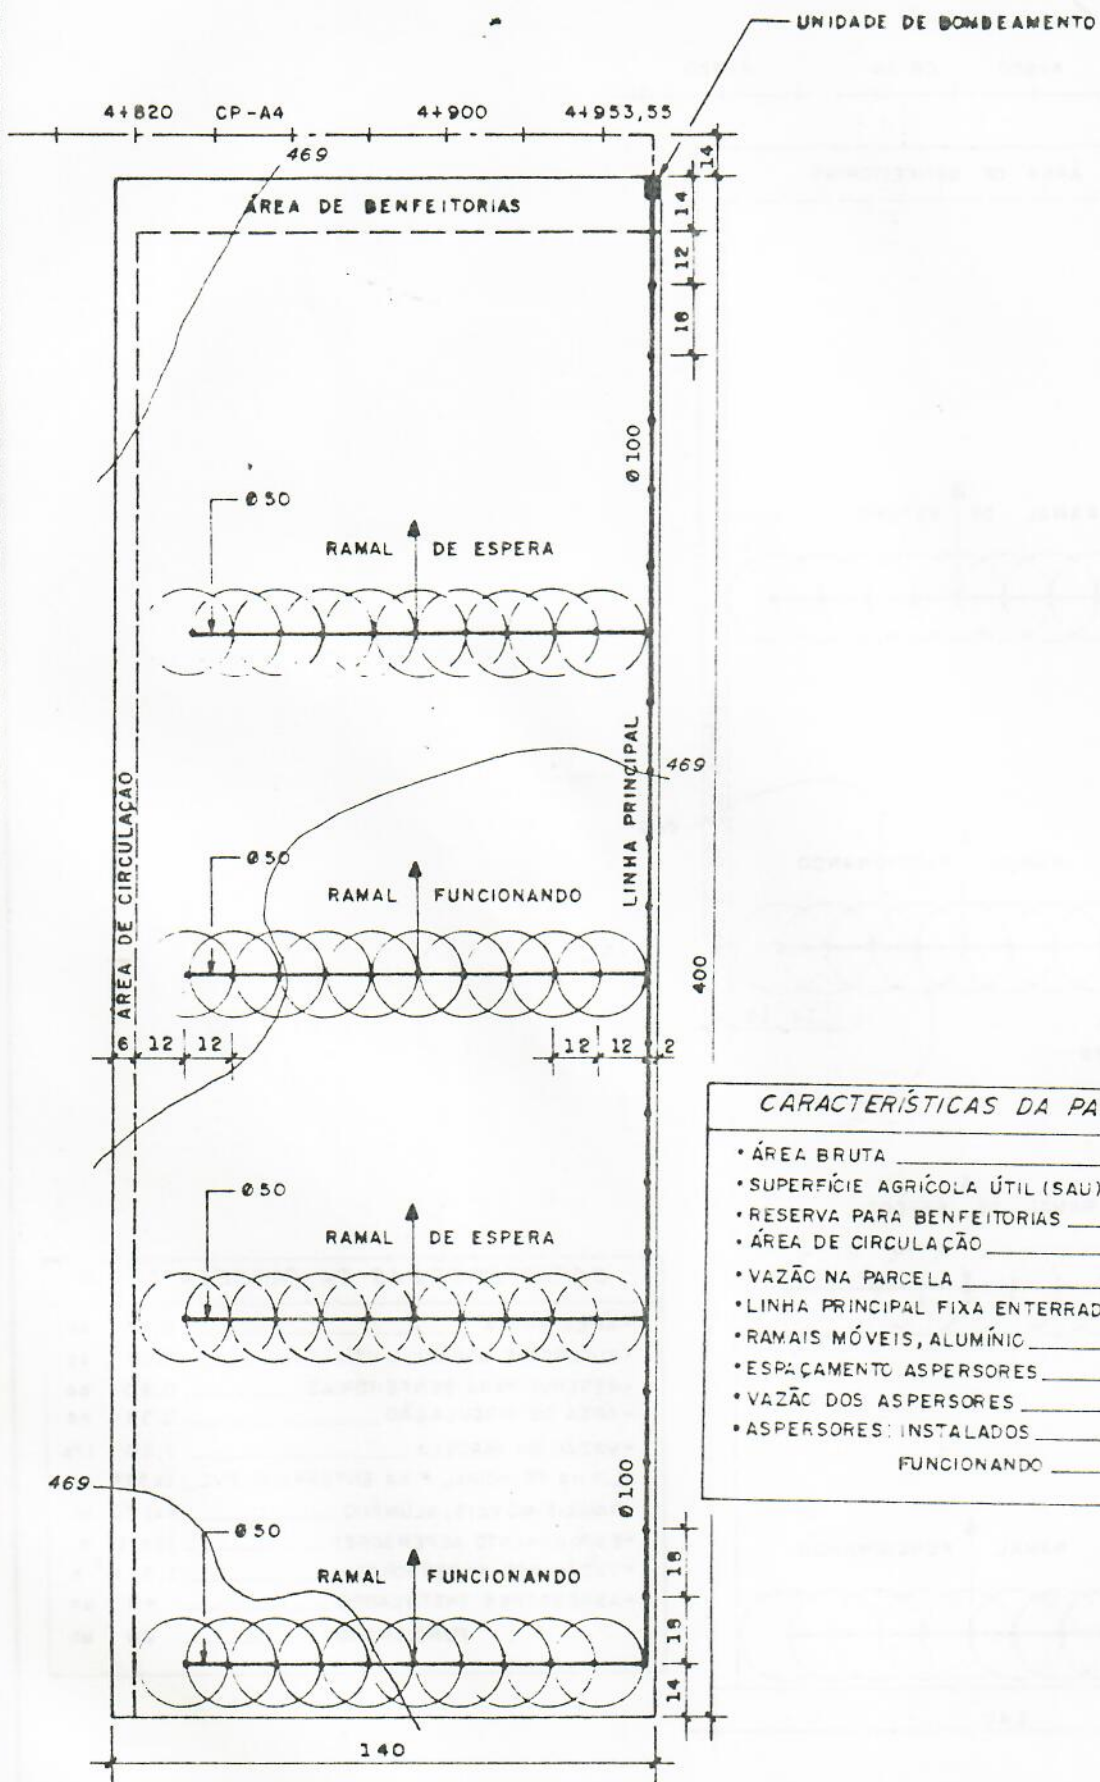 UNIDADE DE BOMBEAMENTO
4+820 CP-A4 4+900 4+953,55
469
14
ÁREA DE BENFEITORIAS
14
12
18
Ø100
Ø50
RAMAL DE ESPERA
LINHA PRINCIPAL
469
ÁREA DE CIRCULAÇÃO
Ø50
RAMAL FUNCIONANDO
400
6 12 12 12 12 2
CARACTERÍSTICAS DA PA
• ÁREA BRUTA
• SUPERFÍCIE AGRÍCOLA ÚTIL (SAU)
• RESERVA PARA BENFEITORIAS
• ÁREA DE CIRCULAÇÃO
• VAZÃO NA PARCELA
• LINHA PRINCIPAL FIXA ENTERRAD
• RAMAIS MÓVEIS, ALUMÍNIO
• ESPAÇAMENTO ASPERSORES
• VAZÃO DOS ASPERSORES
• ASPERSORES: INSTALADOS
FUNCIONANDO
Ø50
RAMAL DE ESPERA
469
Ø100
Ø50
RAMAL FUNCIONANDO
18
18
14
140